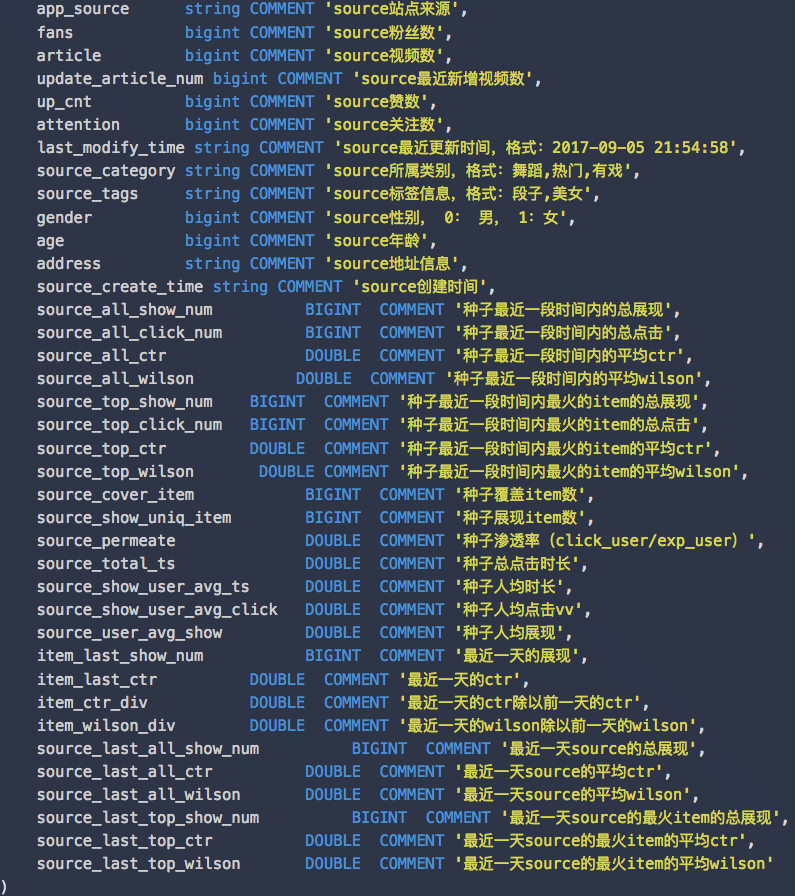 app_source      string COMMENT 'source站点来源',
fans            bigint COMMENT 'source粉丝数',
article         bigint COMMENT 'source视频数',
update_article_num bigint COMMENT 'source最近新增视频数',
up_cnt          bigint COMMENT 'source赞数',
attention       bigint COMMENT 'source关注数',
last_modify_time string COMMENT 'source最近更新时间，格式：2017-09-05 21:54:58',
source_category string COMMENT 'source所属类别，格式：舞蹈,热门,有戏',
source_tags     string COMMENT 'source标签信息，格式：段子,美女',
gender          bigint COMMENT 'source性别， 0： 男， 1：女',
age             bigint COMMENT 'source年龄',
address         string COMMENT 'source地址信息',
source_create_time string COMMENT 'source创建时间',
source_all_show_num          BIGINT  COMMENT '种子最近一段时间内的总展现',
source_all_click_num         BIGINT  COMMENT '种子最近一段时间内的总点击',
source_all_ctr               DOUBLE  COMMENT '种子最近一段时间内的平均ctr',
source_all_wilson           DOUBLE  COMMENT '种子最近一段时间内的平均wilson',
source_top_show_num    BIGINT  COMMENT '种子最近一段时间内最火的item的总展现',
source_top_click_num   BIGINT  COMMENT '种子最近一段时间内最火的item的总点击',
source_top_ctr         DOUBLE  COMMENT '种子最近一段时间内最火的item的平均ctr',
source_top_wilson       DOUBLE COMMENT '种子最近一段时间内最火的item的平均wilson',
source_cover_item            BIGINT  COMMENT '种子覆盖item数',
source_show_uniq_item        BIGINT  COMMENT '种子展现item数',
source_permeate              DOUBLE  COMMENT '种子渗透率（click_user/exp_user）',
source_total_ts              DOUBLE  COMMENT '种子总点击时长',
source_show_user_avg_ts      DOUBLE  COMMENT '种子人均时长',
source_show_user_avg_click   DOUBLE  COMMENT '种子人均点击vv',
source_user_avg_show         DOUBLE  COMMENT '种子人均展现',
item_last_show_num           BIGINT  COMMENT '最近一天的展现',
item_last_ctr          DOUBLE  COMMENT '最近一天的ctr',
item_ctr_div           DOUBLE  COMMENT '最近一天的ctr除以前一天的ctr',
item_wilson_div        DOUBLE  COMMENT '最近一天的wilson除以前一天的wilson',
source_last_all_show_num          BIGINT  COMMENT '最近一天source的总展现',
source_last_all_ctr          DOUBLE  COMMENT '最近一天source的平均ctr',
source_last_all_wilson       DOUBLE  COMMENT '最近一天source的平均wilson',
source_last_top_show_num          BIGINT  COMMENT '最近一天source的最火item的总展现',
source_last_top_ctr          DOUBLE  COMMENT '最近一天source的最火item的平均ctr',
source_last_top_wilson       DOUBLE  COMMENT '最近一天source的最火item的平均wilson'
)